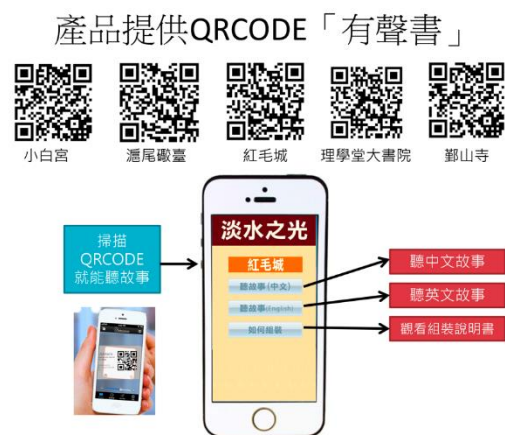 產品提供QRCODE「有聲書」
小白宮
滬尾礮臺
紅毛城
理學堂大書院
鄞山寺
掃描
QRCODE
就能聽故事
淡水之光
紅毛城
聽故事(中文)
聽故事(English)
如何組裝
聽中文故事
聽英文故事
觀看組裝說明書